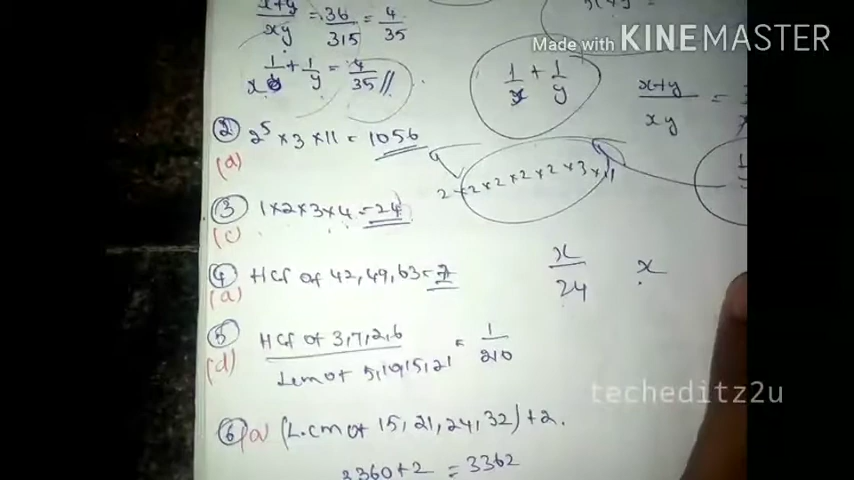 x+y/xy = 36/315 = 4/35
Made with KINEMASTER
1/x + 1/y = 4/35 //
1/x + 1/y
x+y/xy =
② 2⁵ × 3 × 11 = 1056
(a)
2 × 2 × 2 × 2 × 2 × 3 × 11
③ 1×2×3×4 = 24
(c)
④ HCF of 42, 49, 63 = 7
(a)
x/24 x
⑤ HCF of 3,7,2,6 / Lcm of 5,10,15,21 = 1/210
(d)
techeditz2u
⑥ (a) (L.cm of 15, 21, 24, 32) + 2.
3360+2 = 3362